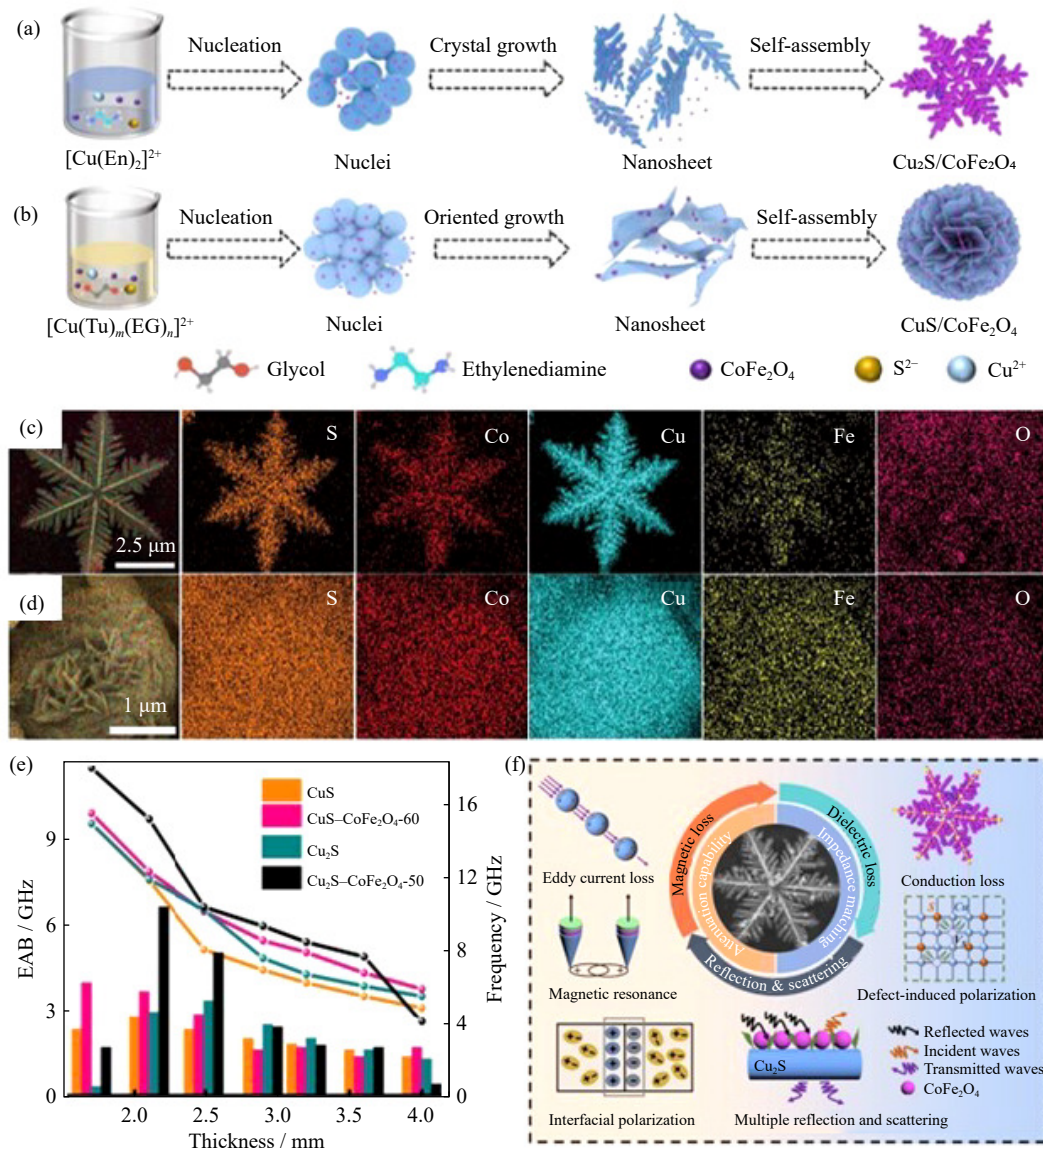 (a)
Nucleation
Crystal growth
Self-assembly
[Cu(En)₂]²⁺
Nuclei
Nanosheet
Cu₂S/CoFe₂O₄
(b)
Nucleation
Oriented growth
Self-assembly
[Cu(Tu)ₘ(EG)ₙ]²⁺
Nuclei
Nanosheet
CuS/CoFe₂O₄
Glycol
Ethylenediamine
CoFe₂O₄
S²⁻
Cu²⁺
(c)
S
Co
Cu
Fe
O
2.5 μm
(d)
S
Co
Cu
Fe
O
1 μm
(e)
CuS
CuS–CoFe₂O₄-60
Cu₂S
Cu₂S–CoFe₂O₄-50
EAB / GHz
9
6
3
0
Frequency / GHz
16
12
8
4
0
2.0
2.5
3.0
3.5
4.0
Thickness / mm
(f)
Eddy current loss
Magnetic resonance
Interfacial polarization
Magnetic loss
Dielectric loss
Attenuation capability
Impedance matching
Reflection & scattering
Conduction loss
S
Cu
Defect-induced polarization
Cu₂S
Multiple reflection and scattering
Reflected waves
Incident waves
Transmitted waves
CoFe₂O₄